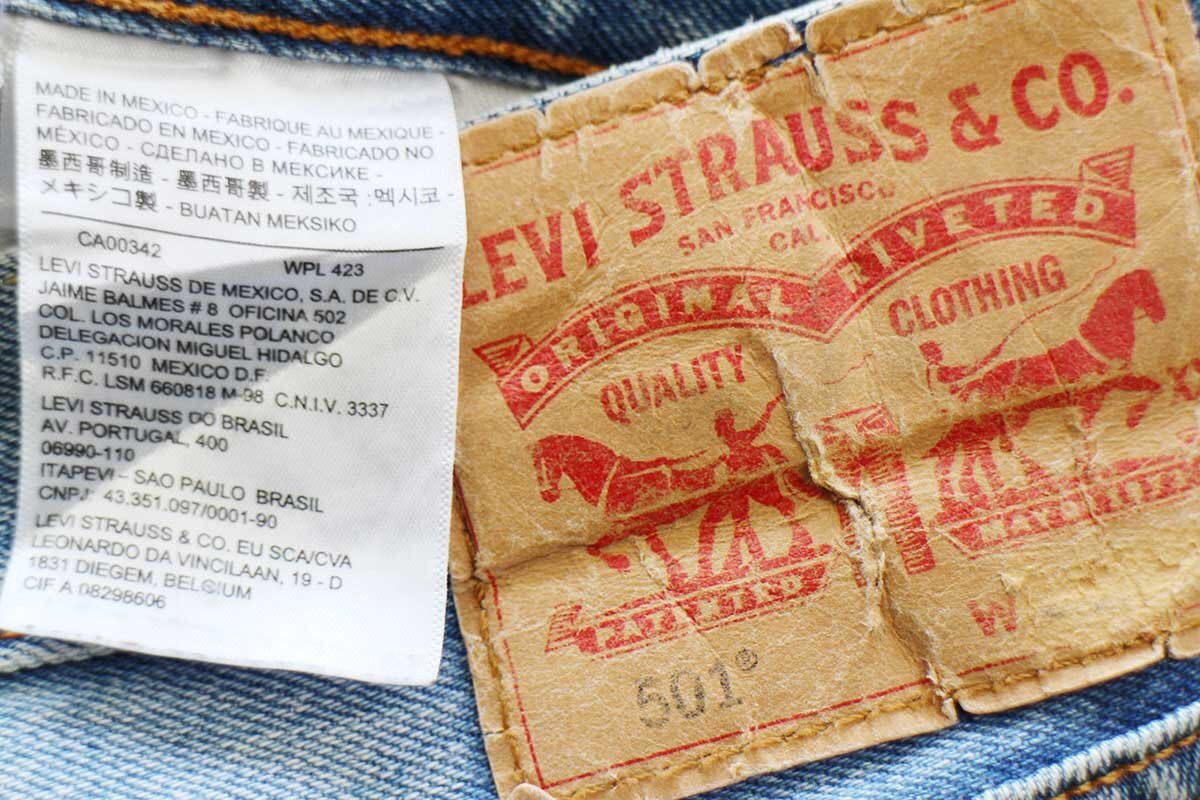 MADE IN MEXICO - FABRIQUE AU MEXIQUE -
FABRICADO EN MEXICO - FABRICADO NO
MÉXICO - СДЕЛАНО В МЕКСИКЕ -
墨西哥制造 - 墨西哥製 - 제조국 :멕시코 -
メキシコ製 - BUATAN MEKSIKO
CA00342 WPL 423
LEVI STRAUSS DE MEXICO, S.A. DE C.V.
JAIME BALMES # 8 OFICINA 502
COL. LOS MORALES POLANCO
DELEGACION MIGUEL HIDALGO
C.P. 11510 MEXICO D.F.
R.F.C. LSM 660818 M-98 C.N.I.V. 3337
LEVI STRAUSS DO BRASIL
AV. PORTUGAL, 400
06990-110
ITAPEVI - SAO PAULO BRASIL
CNPJ: 43.351.097/0001-90
LEVI STRAUSS & CO. EU SCA/CVA
LEONARDO DA VINCILAAN, 19 - D
1831 DIEGEM, BELGIUM
CIF A 08298606
LEVI STRAUSS & CO.
SAN FRANCISCO
CAL.
ORIGINAL RIVETED
QUALITY CLOTHING
PATENTED
501®
W